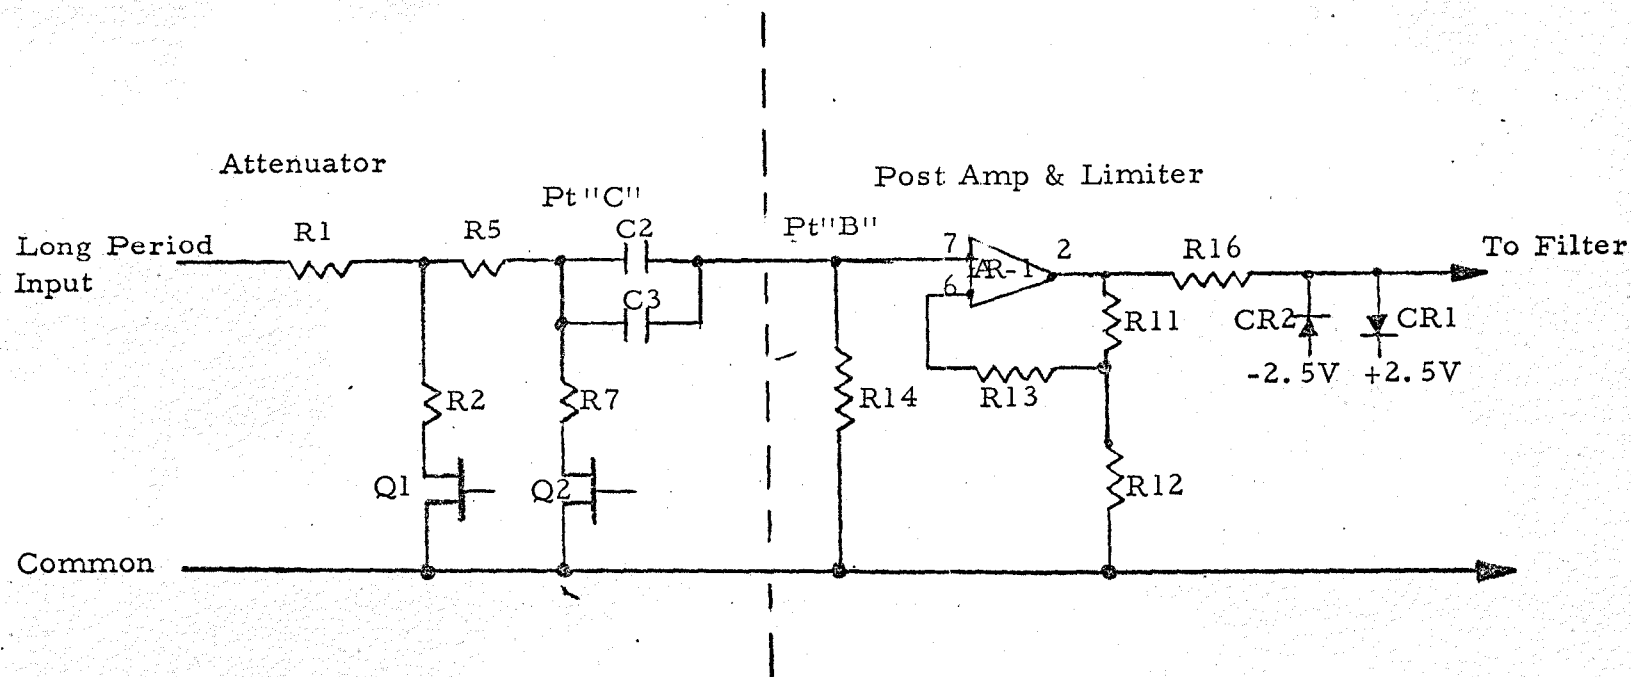 Attenuator
Post Amp & Limiter
Pt "C"
Pt"B"
Long Period
Input
R1
R5
C2
C3
7
6
AR-1
2
R16
To Filter
R11
CR2
CR1
-2.5V
+2.5V
R2
R7
R14
R13
Q1
Q2
R12
Common